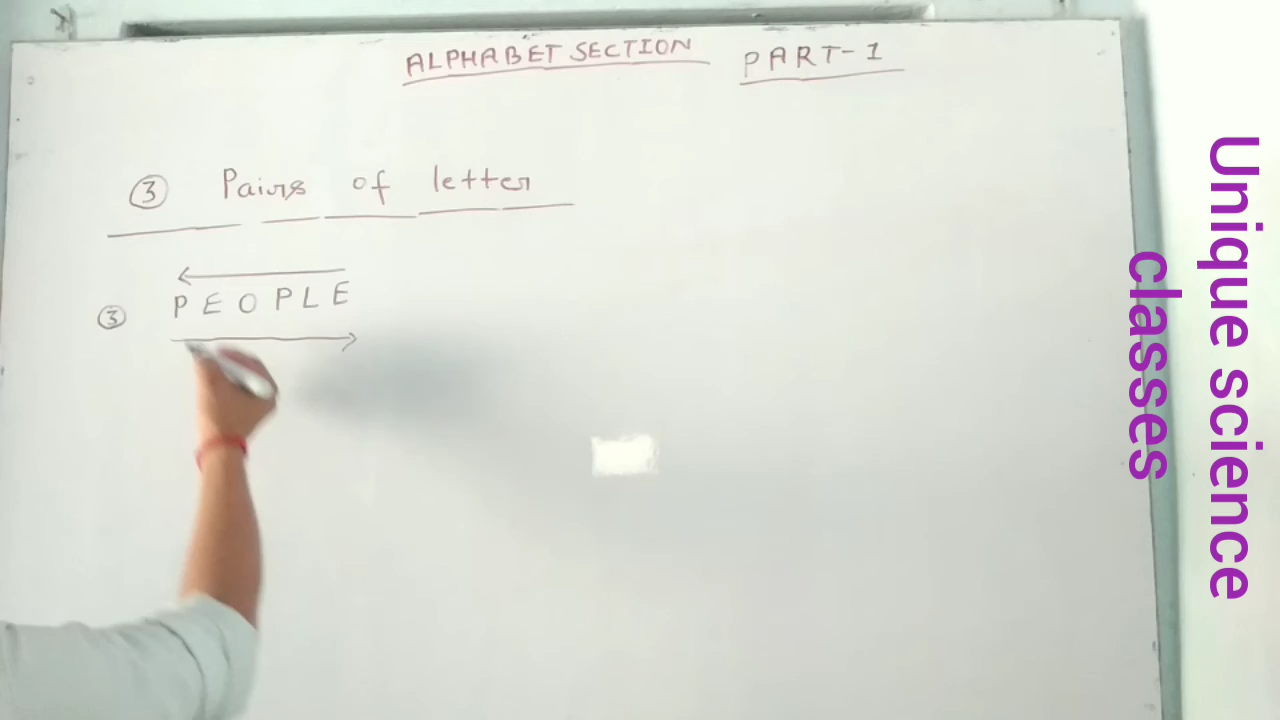 ALPHABET SECTION PART-1
③ Pairs of letter
③ PEOPLE
Unique science
classes